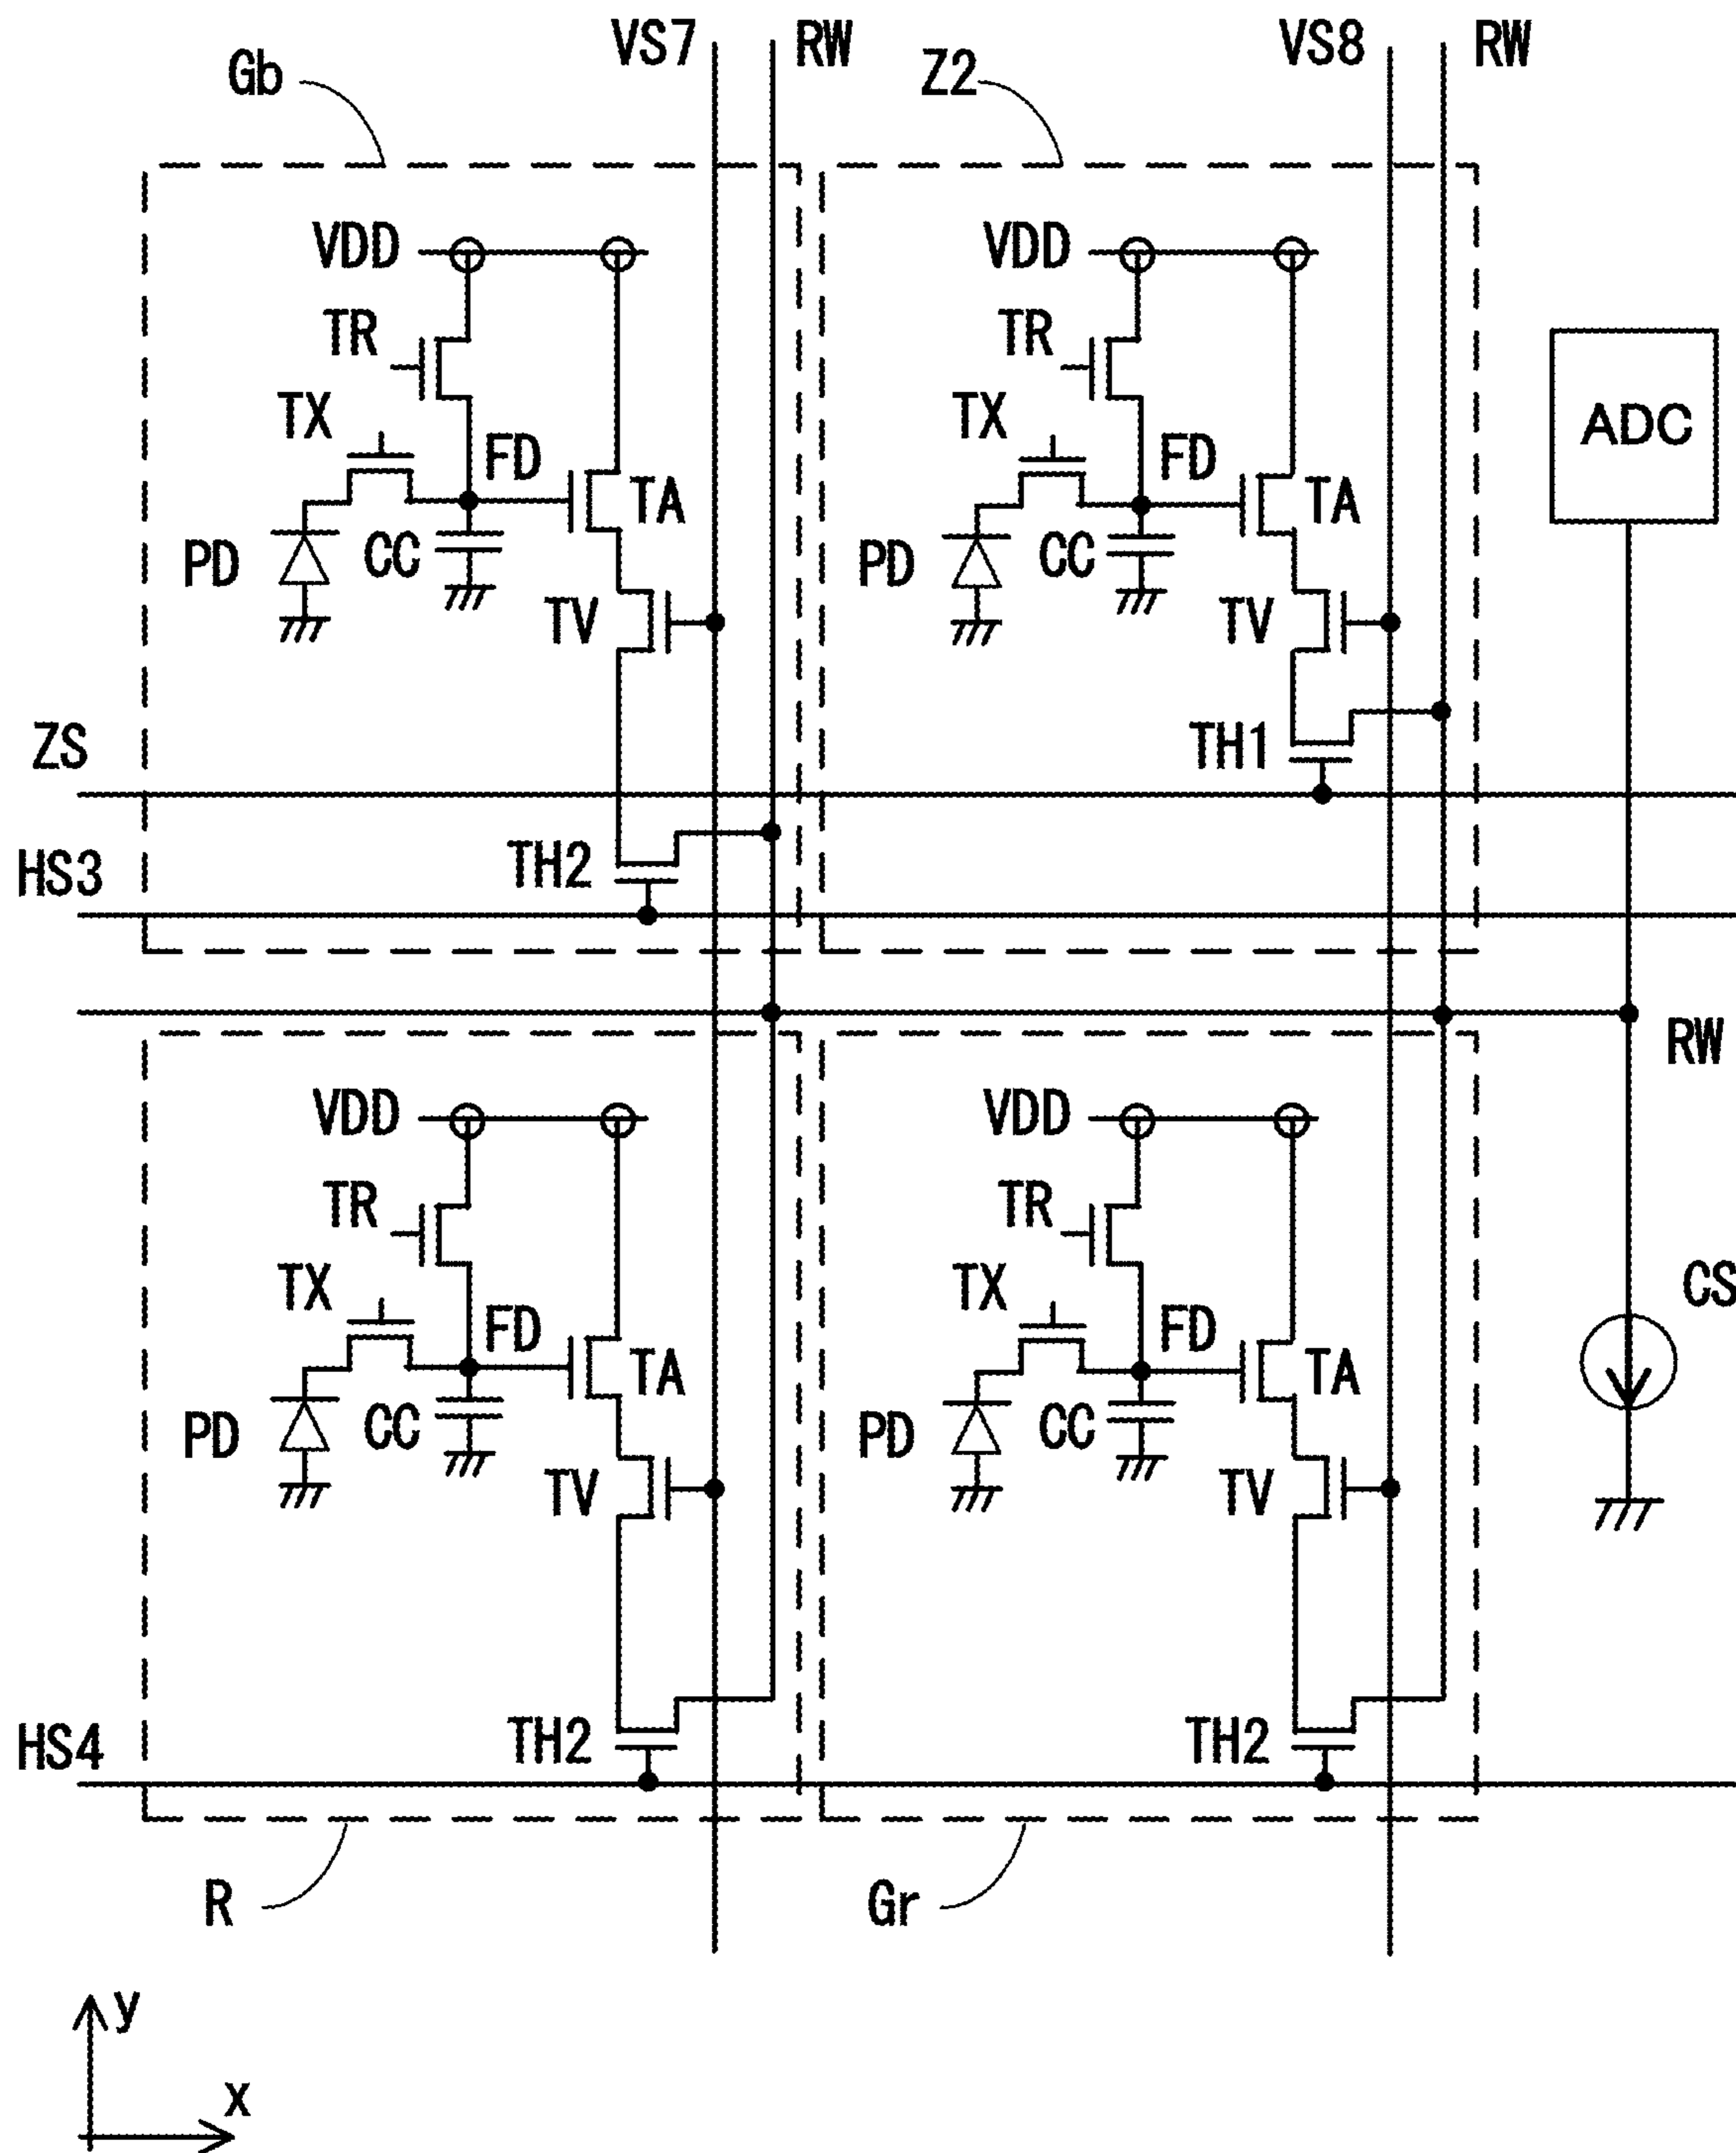 VS7 RW VS8 RW
Gb Z2
VDD VDD
TR TR
ADC
TX FD TX FD
TA TA
PD CC PD CC
TV TV
ZS TH1
HS3 TH2
RW
VDD VDD
TR TR
TX FD TX FD CS
TA TA
PD CC PD CC
TV TV
HS4 TH2 TH2
R Gr
y
x